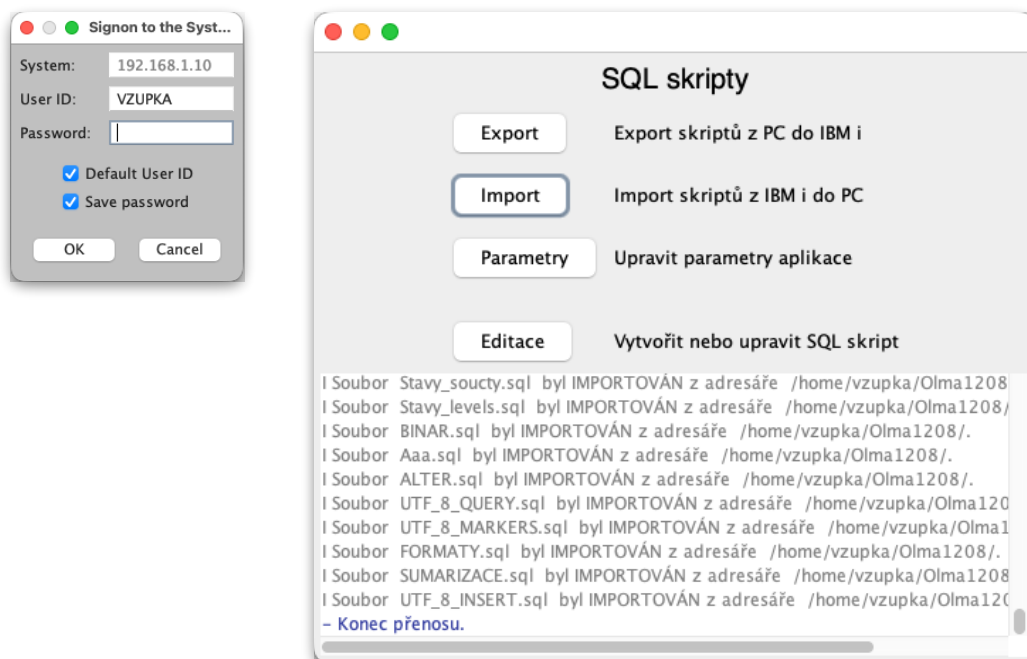 Signon to the Syst...
System: 192.168.1.10
User ID: VZUPKA
Password:
Default User ID
Save password
OK Cancel
SQL skripty
Export Export skriptů z PC do IBM i
Import Import skriptů z IBM i do PC
Parametry Upravit parametry aplikace
Editace Vytvořit nebo upravit SQL skript
I Soubor Stavy_soucty.sql byl IMPORTOVÁN z adresáře /home/vzupka/Olma1208
I Soubor Stavy_levels.sql byl IMPORTOVÁN z adresáře /home/vzupka/Olma1208/
I Soubor BINAR.sql byl IMPORTOVÁN z adresáře /home/vzupka/Olma1208/.
I Soubor Aaa.sql byl IMPORTOVÁN z adresáře /home/vzupka/Olma1208/.
I Soubor ALTER.sql byl IMPORTOVÁN z adresáře /home/vzupka/Olma1208/.
I Soubor UTF_8_QUERY.sql byl IMPORTOVÁN z adresáře /home/vzupka/Olma120
I Soubor UTF_8_MARKERS.sql byl IMPORTOVÁN z adresáře /home/vzupka/Olma1
I Soubor FORMATY.sql byl IMPORTOVÁN z adresáře /home/vzupka/Olma1208/.
I Soubor SUMARIZACE.sql byl IMPORTOVÁN z adresáře /home/vzupka/Olma1208
I Soubor UTF_8_INSERT.sql byl IMPORTOVÁN z adresáře /home/vzupka/Olma120
– Konec přenosu.